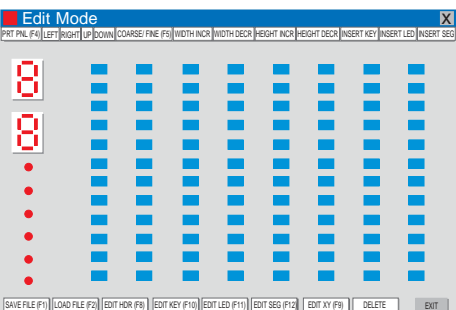 Edit Mode X
PRT PNL (F4) LEFT RIGHT UP DOWN COARSE/ FINE (F5) WIDTH INCR WIDTH DECR HEIGHT INCR HEIGHT DECR INSERT KEY INSERT LED INSERT SEG
8
8
SAVE FILE (F1) LOAD FILE (F2) EDIT HDR (F8) EDIT KEY (F10) EDIT LED (F11) EDIT SEG (F12) EDIT XY (F9) DELETE EXIT